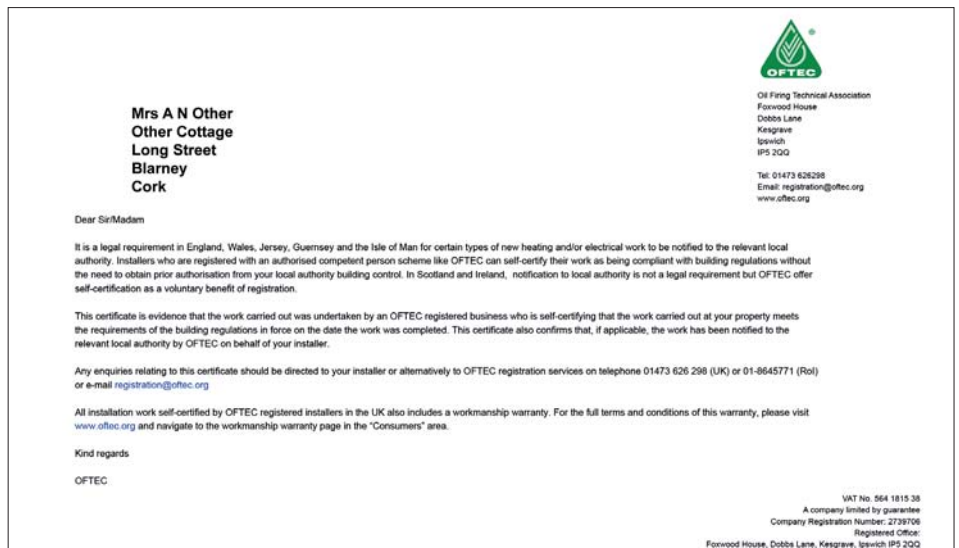 OFTEC
®
Oil Firing Technical Association
Foxwood House
Dobbs Lane
Kesgrave
Ipswich
IP5 2QQ
Tel: 01473 626298
Email: registration@oftec.org
www.oftec.org
Mrs A N Other
Other Cottage
Long Street
Blarney
Cork
Dear Sir/Madam
It is a legal requirement in England, Wales, Jersey, Guernsey and the Isle of Man for certain types of new heating and/or electrical work to be notified to the relevant local
authority. Installers who are registered with an authorised competent person scheme like OFTEC can self-certify their work as being compliant with building regulations without
the need to obtain prior authorisation from your local authority building control. In Scotland and Ireland, notification to local authority is not a legal requirement but OFTEC offer
self-certification as a voluntary benefit of registration.
This certificate is evidence that the work carried out was undertaken by an OFTEC registered business who is self-certifying that the work carried out at your property meets
the requirements of the building regulations in force on the date the work was completed. This certificate also confirms that, if applicable, the work has been notified to the
relevant local authority by OFTEC on behalf of your installer.
Any enquiries relating to this certificate should be directed to your installer or alternatively to OFTEC registration services on telephone 01473 626 298 (UK) or 01-8645771 (RoI)
or e-mail registration@oftec.org
All installation work self-certified by OFTEC registered installers in the UK also includes a workmanship warranty. For the full terms and conditions of this warranty, please visit
www.oftec.org and navigate to the workmanship warranty page in the "Consumers" area.
Kind regards
OFTEC
VAT No. 564 1815 38
A company limited by guarantee
Company Registration Number: 2739706
Registered Office:
Foxwood House, Dobbs Lane, Kesgrave, Ipswich IP5 2QQ